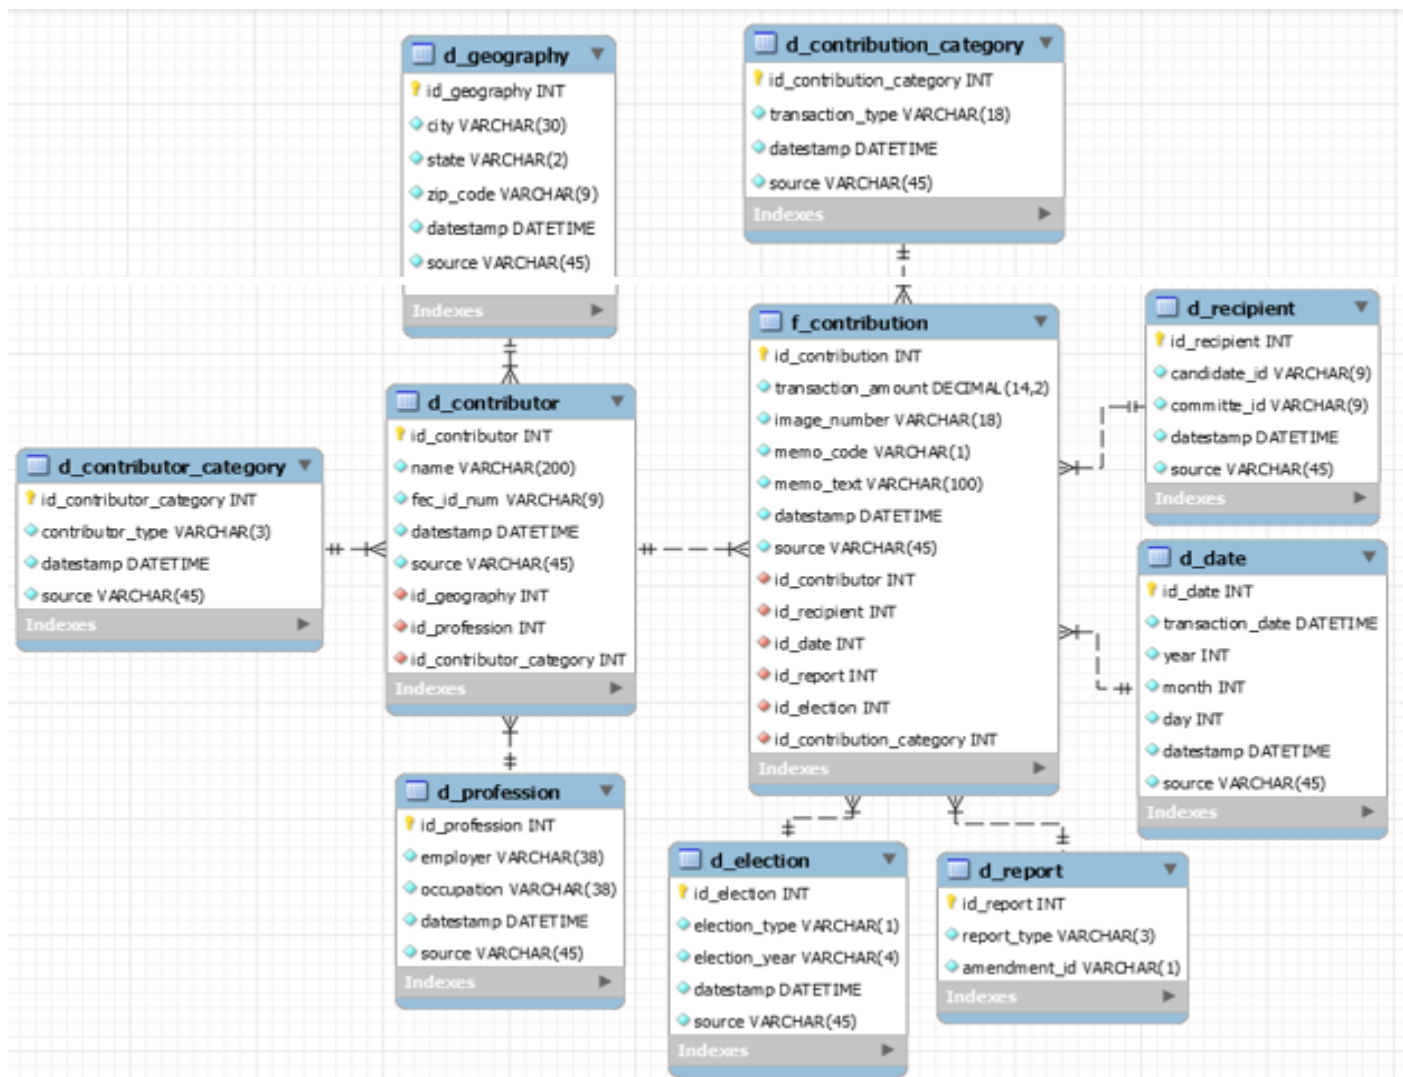 d_geography
id_geography INT
city VARCHAR(30)
state VARCHAR(2)
zip_code VARCHAR(9)
datestamp DATETIME
source VARCHAR(45)
Indexes
d_contribution_category
id_contribution_category INT
transaction_type VARCHAR(18)
datestamp DATETIME
source VARCHAR(45)
Indexes
d_contributor_category
id_contributor_category INT
contributor_type VARCHAR(3)
datestamp DATETIME
source VARCHAR(45)
Indexes
d_contributor
id_contributor INT
name VARCHAR(200)
fec_id_num VARCHAR(9)
datestamp DATETIME
source VARCHAR(45)
id_geography INT
id_profession INT
id_contributor_category INT
Indexes
f_contribution
id_contribution INT
transaction_amount DECIMAL(14,2)
image_number VARCHAR(18)
memo_code VARCHAR(1)
memo_text VARCHAR(100)
datestamp DATETIME
source VARCHAR(45)
id_contributor INT
id_recipient INT
id_date INT
id_report INT
id_election INT
id_contribution_category INT
Indexes
d_recipient
id_recipient INT
candidate_id VARCHAR(9)
committe_id VARCHAR(9)
datestamp DATETIME
source VARCHAR(45)
Indexes
d_date
id_date INT
transaction_date DATETIME
year INT
month INT
day INT
datestamp DATETIME
source VARCHAR(45)
Indexes
d_profession
id_profession INT
employer VARCHAR(38)
occupation VARCHAR(38)
datestamp DATETIME
source VARCHAR(45)
Indexes
d_election
id_election INT
election_type VARCHAR(1)
election_year VARCHAR(4)
datestamp DATETIME
source VARCHAR(45)
Indexes
d_report
id_report INT
report_type VARCHAR(3)
amendment_id VARCHAR(1)
Indexes